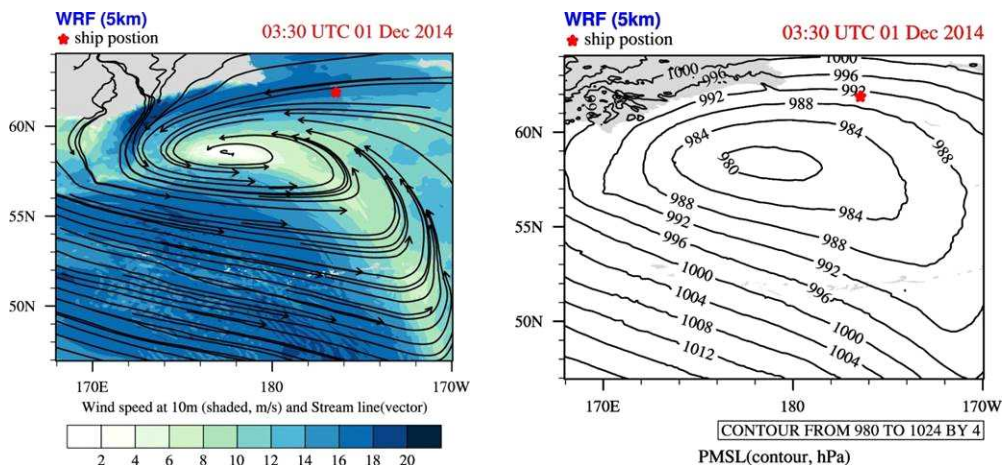 WRF (5km)
ship postion
03:30 UTC 01 Dec 2014
60N
55N
50N
170E
180
170W
Wind speed at 10m (shaded, m/s) and Stream line(vector)
2 4 6 8 10 12 14 16 18 20
WRF (5km)
ship postion
03:30 UTC 01 Dec 2014
1000
1000
996
996
992
992
988
988
984
984
980
984
988
988
992
992
996
996
1000
1000
1004
1004
1008
1012
60N
55N
50N
170E
180
170W
CONTOUR FROM 980 TO 1024 BY 4
PMSL(contour, hPa)